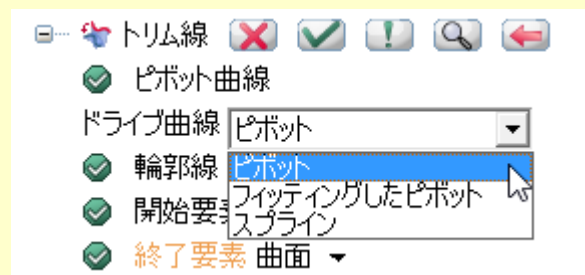 トリム線
ピボット曲線
ドライブ曲線 ピボット
輪郭線 ピボット
フィッティングしたピボット
開始要 スプライン
終了要素 曲面